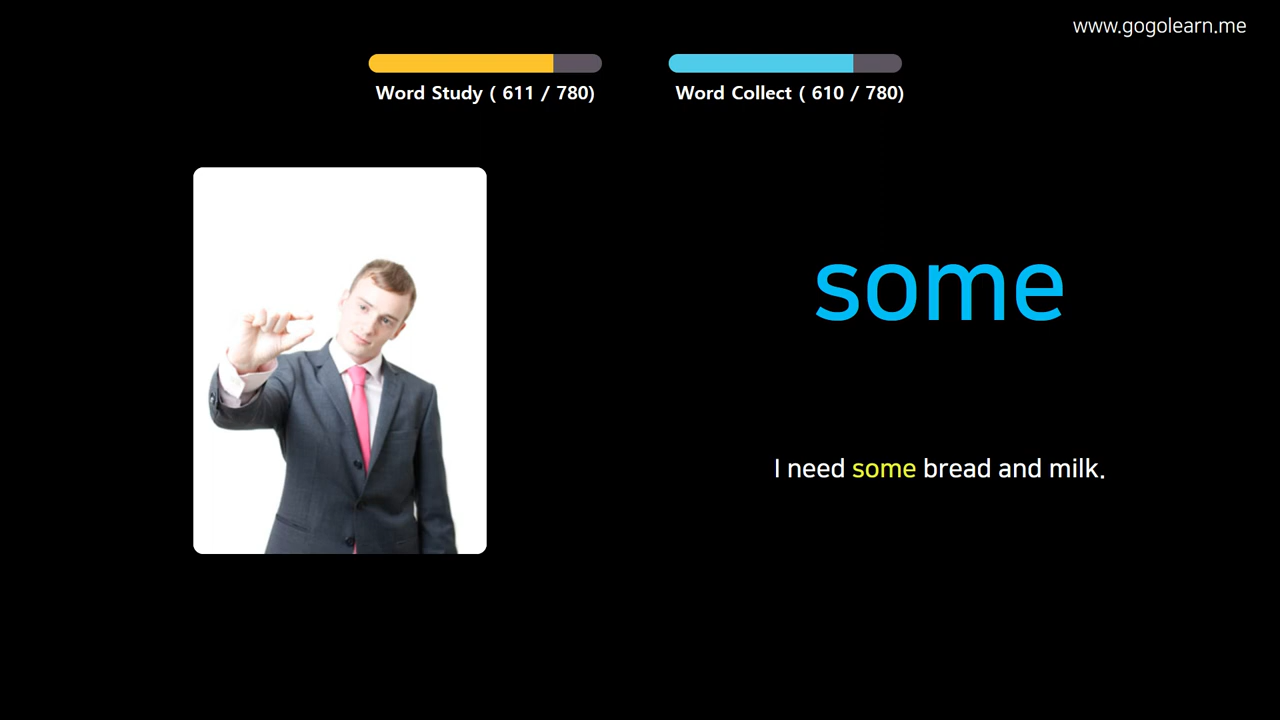 www.gogolearn.me
Word Study ( 611 / 780)
Word Collect ( 610 / 780)
some
I need some bread and milk.